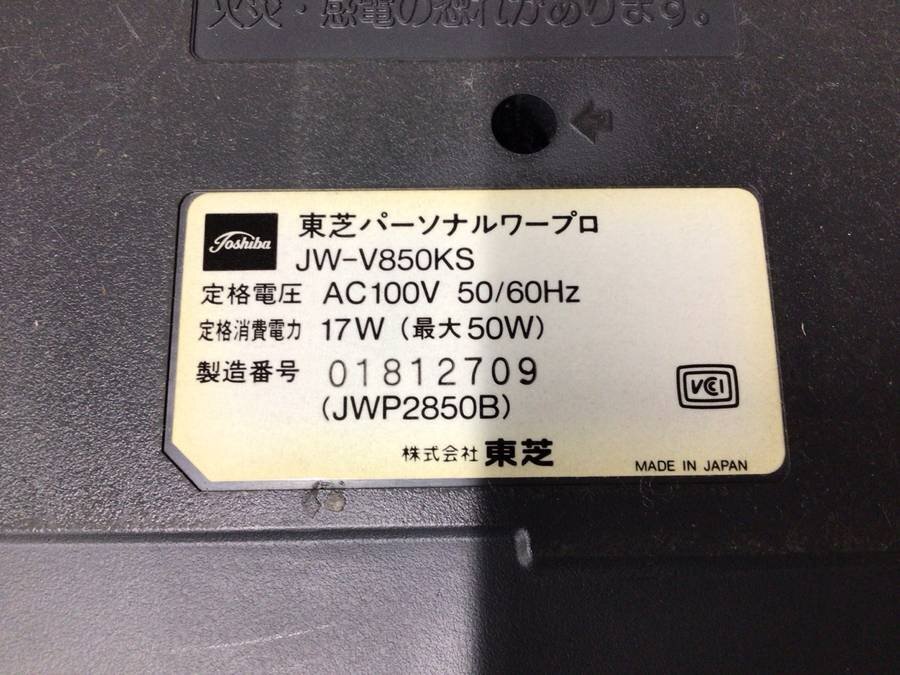 火災・感電の恐れがあります。
Toshiba
東芝パーソナルワープロ
JW-V850KS
定格電圧 AC100V 50/60Hz
定格消費電力 17W (最大50W)
製造番号 01812709
(JWP2850B)
VCCI
株式会社 東芝
MADE IN JAPAN